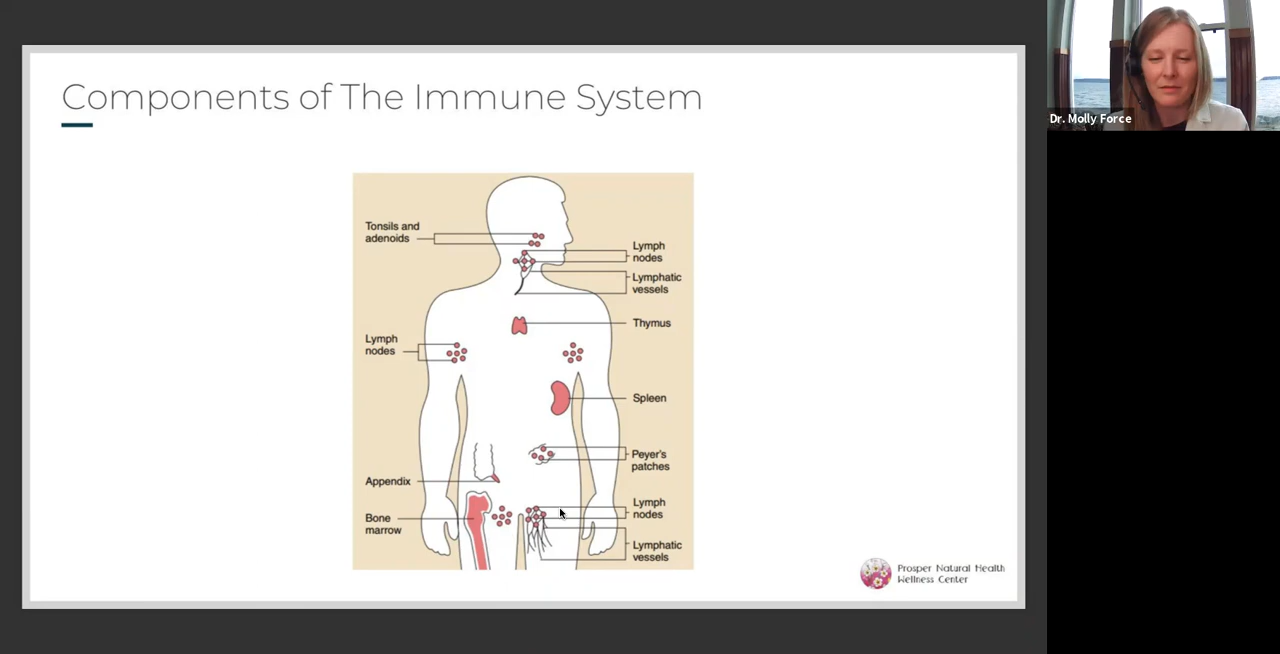 Components of The Immune System
Dr. Molly Force
Tonsils and
adenoids
Lymph
nodes
Lymphatic
vessels
Thymus
Lymph
nodes
Spleen
Peyer's
patches
Appendix
Lymph
nodes
Bone
marrow
Lymphatic
vessels
Prosper Natural Health
Wellness Center